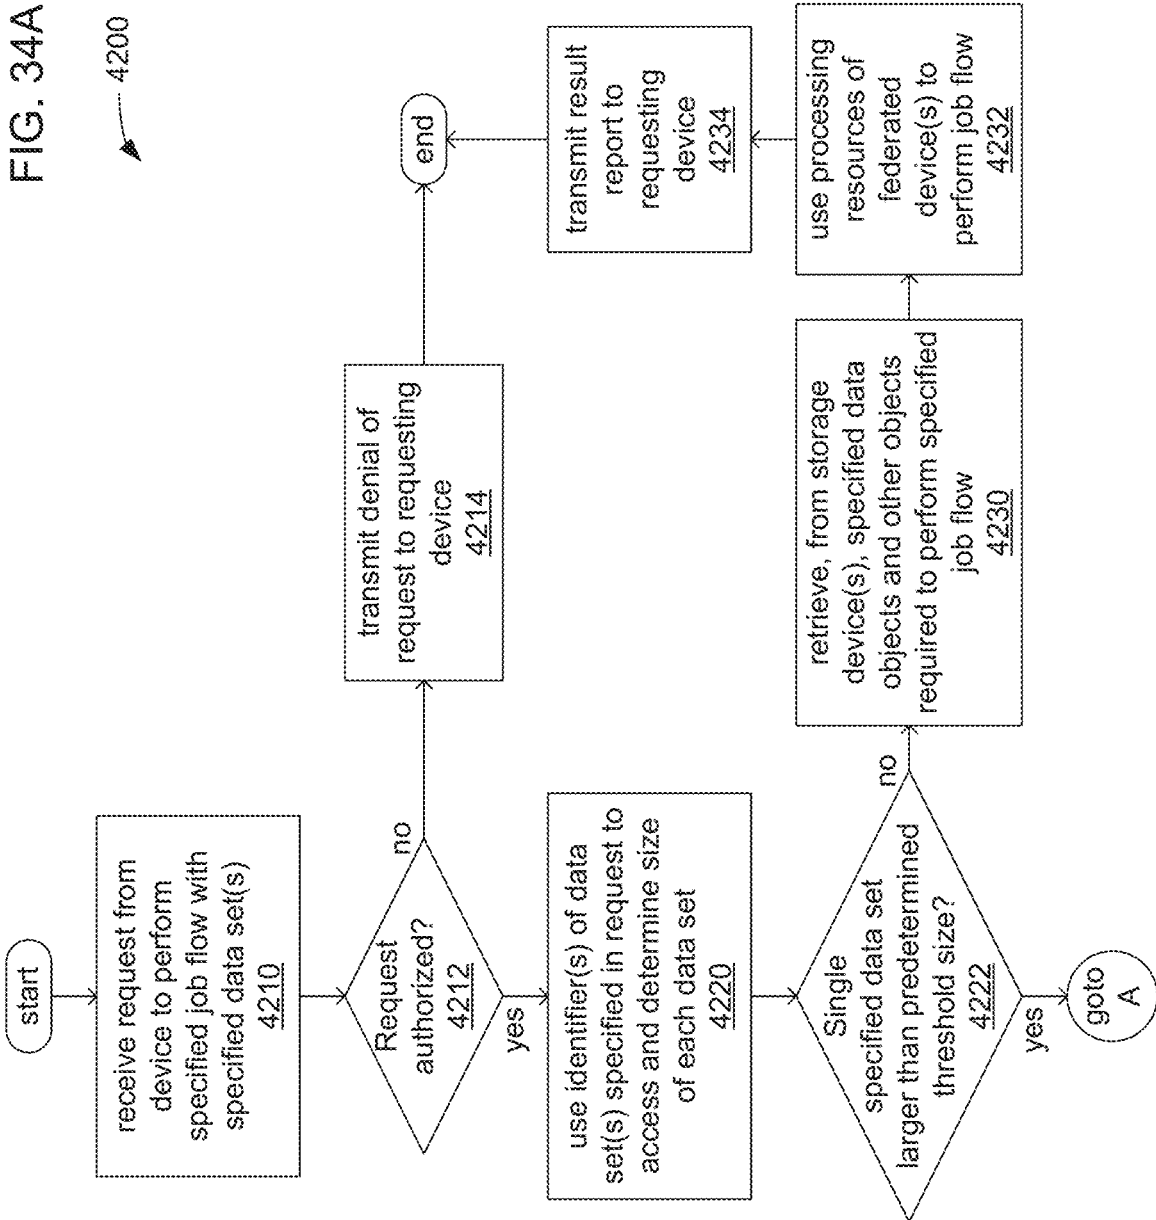 FIG. 34A
4200
start
receive request from
device to perform
specified job flow with
specified data set(s)
4210
Request
authorized?
4212
no
yes
transmit denial of
request to requesting
device
4214
end
use identifier(s) of data
set(s) specified in request to
access and determine size
of each data set
4220
Single
specified data set
larger than predetermined
threshold size?
4222
no
yes
goto
A
retrieve, from storage
device(s), specified data
objects and other objects
required to perform specified
job flow
4230
use processing
resources of
federated
device(s) to
perform job flow
4232
transmit result
report to
requesting
device
4234